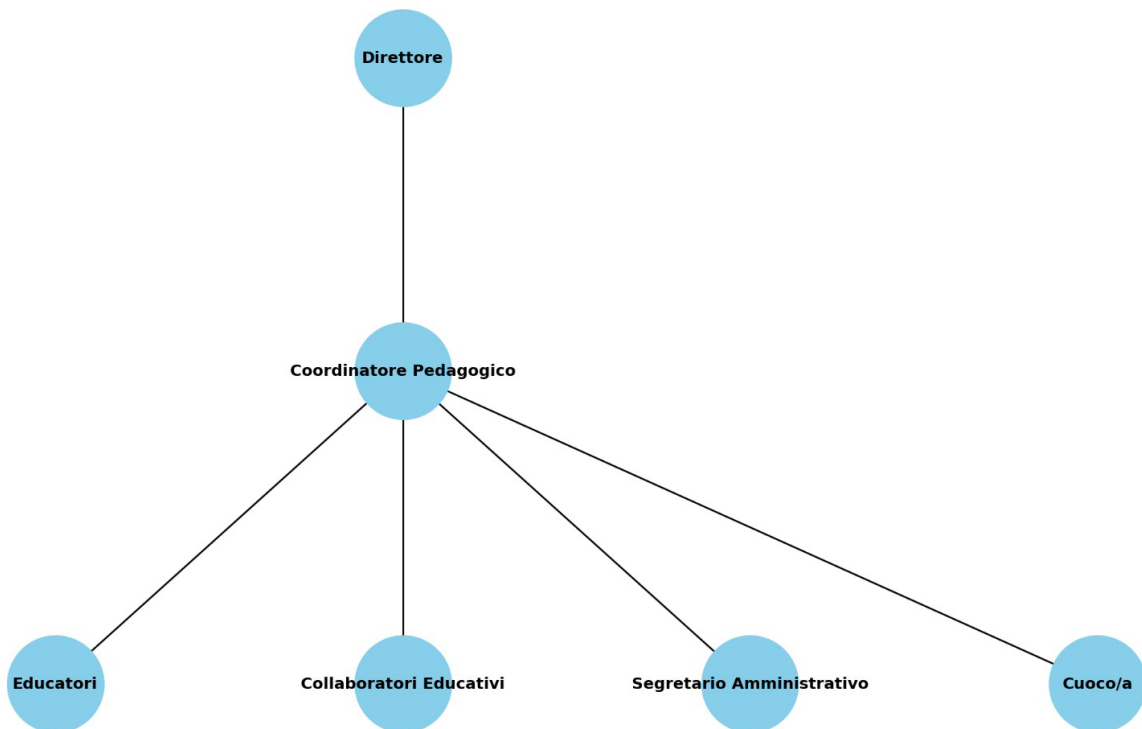 Direttore
Coordinatore Pedagogico
Educatori
Collaboratori Educativi
Segretario Amministrativo
Cuoco/a